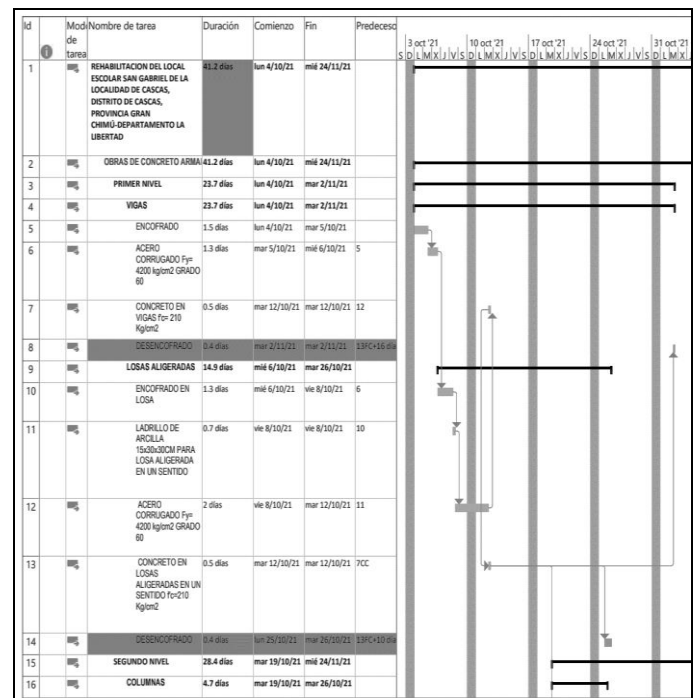 Id Modo de tarea Nombre de tarea Duración Comienzo Fin Predeceso
3 oct '21 10 oct '21 17 oct '21 24 oct '21 31 oct '21
S D L M X J V S D L M X J V S D L M X J V S D L M X J V S D L M X J
1 REHABILITACION DEL LOCAL 41.2 días lun 4/10/21 mié 24/11/21
ESCOLAR SAN GABRIEL DE LA
LOCALIDAD DE CASCAS,
DISTRITO DE CASCAS,
PROVINCIA GRAN
CHIMÚ-DEPARTAMENTO LA
LIBERTAD
2 OBRAS DE CONCRETO ARMA 41.2 días lun 4/10/21 mié 24/11/21
3 PRIMER NIVEL 23.7 días lun 4/10/21 mar 2/11/21
4 VIGAS 23.7 días lun 4/10/21 mar 2/11/21
5 ENCOFRADO 1.5 días lun 4/10/21 mar 5/10/21
6 ACERO 1.3 días mar 5/10/21 mié 6/10/21 5
CORRUGADO Fy=
4200 kg/cm2 GRADO
60
7 CONCRETO EN 0.5 días mar 12/10/21 mar 12/10/21 12
VIGAS f'c= 210
Kg/cm2
8 DESENCOFRADO 0.4 días mar 2/11/21 mar 2/11/21 13FC+16 día
9 LOSAS ALIGERADAS 14.9 días mié 6/10/21 mar 26/10/21
10 ENCOFRADO EN 1.3 días mié 6/10/21 vie 8/10/21 6
LOSA
11 LADRILLO DE 0.7 días vie 8/10/21 vie 8/10/21 10
ARCILLA
15x30x30CM PARA
LOSA ALIGERADA
EN UN SENTIDO
12 ACERO 2 días vie 8/10/21 mar 12/10/21 11
CORRUGADO Fy=
4200 kg/cm2 GRADO
60
13 CONCRETO EN 0.5 días mar 12/10/21 mar 12/10/21 7CC
LOSAS
ALIGERADAS EN UN
SENTIDO f'c=210
Kg/cm2
14 DESENCOFRADO 0.4 días lun 25/10/21 mar 26/10/21 13FC+10 día
15 SEGUNDO NIVEL 28.4 días mar 19/10/21 mié 24/11/21
16 COLUMNAS 4.7 días mar 19/10/21 mar 26/10/21